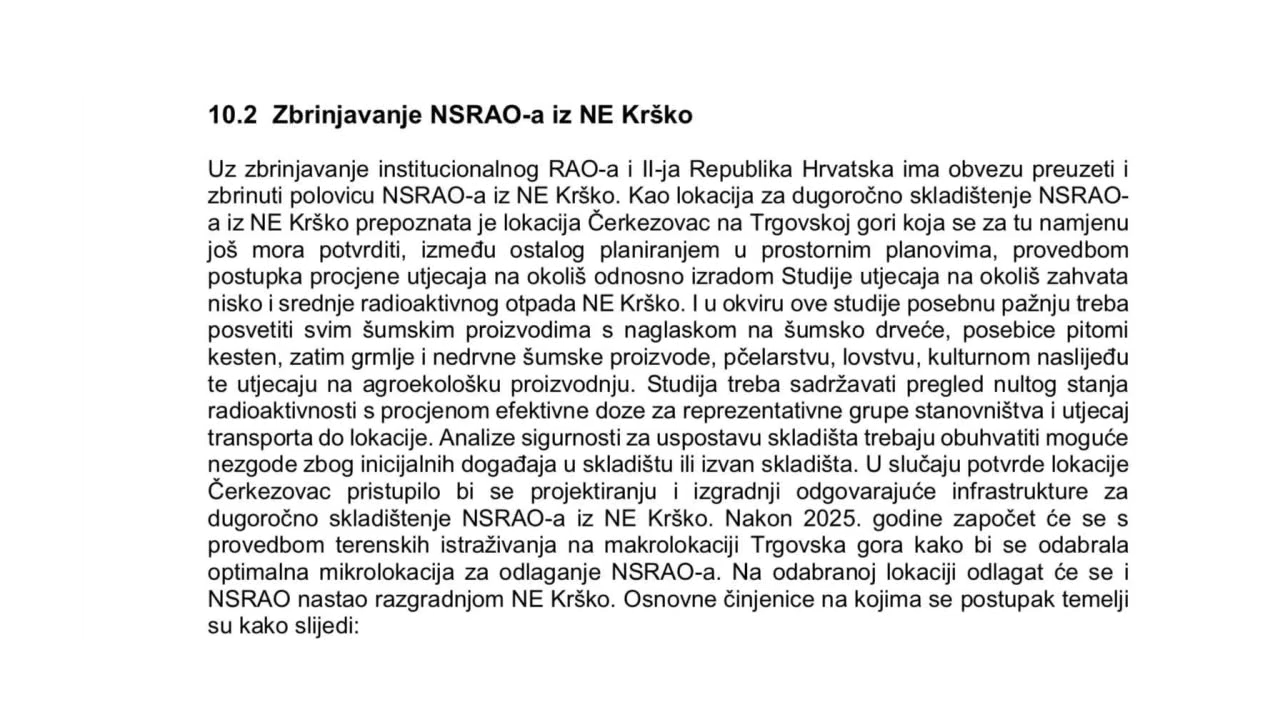 10.2 Zbrinjavanje NSRAO-a iz NE Krško
Uz zbrinjavanje institucionalnog RAO-a i II-ja Republika Hrvatska ima obvezu preuzeti i
zbrinuti polovicu NSRAO-a iz NE Krško. Kao lokacija za dugoročno skladištenje NSRAO-
a iz NE Krško prepoznata je lokacija Čerkezovac na Trgovskoj gori koja se za tu namjenu
još mora potvrditi, između ostalog planiranjem u prostornim planovima, provedbom
postupka procjene utjecaja na okoliš odnosno izradom Studije utjecaja na okoliš zahvata
nisko i srednje radioaktivnog otpada NE Krško. I u okviru ove studije posebnu pažnju treba
posvetiti svim šumskim proizvodima s naglaskom na šumsko drveće, posebice pitomi
kesten, zatim grmlje i nedrvne šumske proizvode, pčelarstvu, lovstvu, kulturnom naslijeđu
te utjecaju na agroekološku proizvodnju. Studija treba sadržavati pregled nultog stanja
radioaktivnosti s procjenom efektivne doze za reprezentativne grupe stanovništva i utjecaj
transporta do lokacije. Analize sigurnosti za uspostavu skladišta trebaju obuhvatiti moguće
nezgode zbog inicijalnih događaja u skladištu ili izvan skladišta. U slučaju potvrde lokacije
Čerkezovac pristupilo bi se projektiranju i izgradnji odgovarajuće infrastrukture za
dugoročno skladištenje NSRAO-a iz NE Krško. Nakon 2025. godine započet će se s
provedbom terenskih istraživanja na makrolokaciji Trgovska gora kako bi se odabrala
optimalna mikrolokacija za odlaganje NSRAO-a. Na odabranoj lokaciji odlagat će se i
NSRAO nastao razgradnjom NE Krško. Osnovne činjenice na kojima se postupak temelji
su kako slijedi: